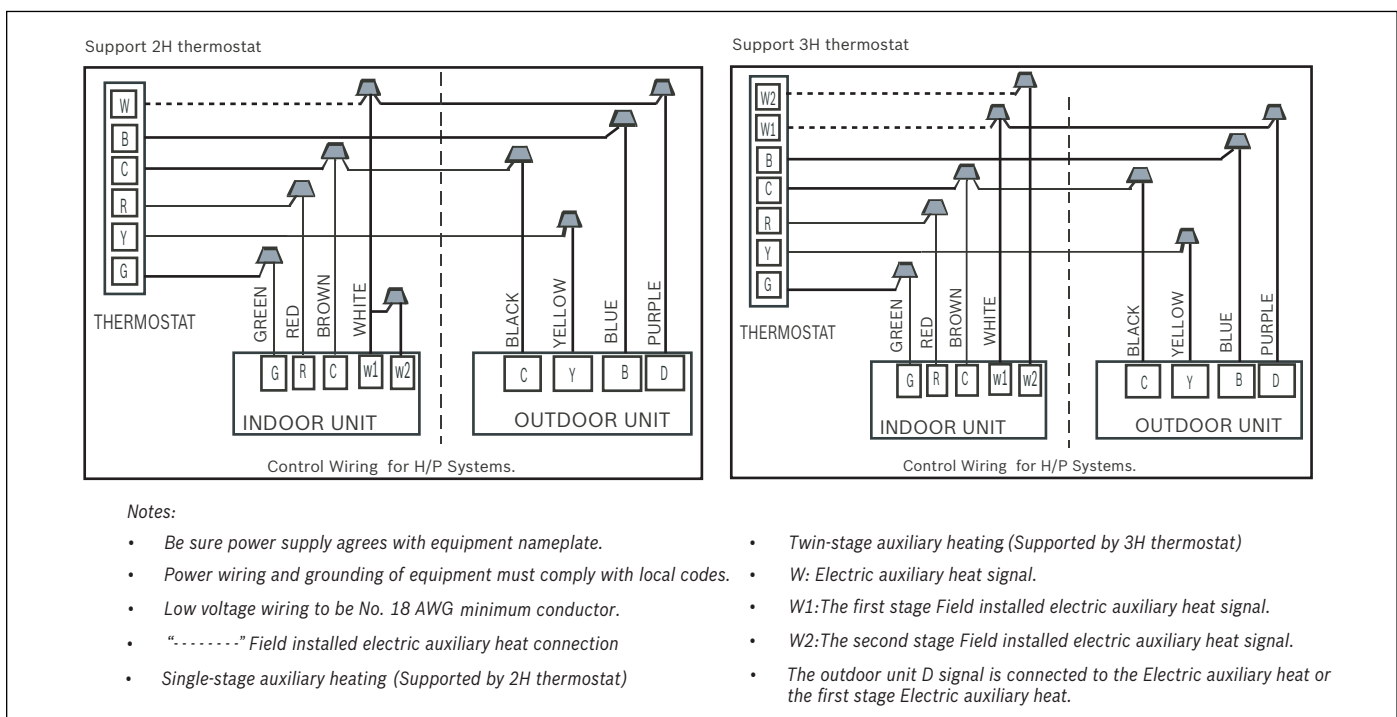 Support 2H thermostat
W
B
C
R
Y
G
THERMOSTAT
GREEN
RED
BROWN
WHITE
BLACK
YELLOW
BLUE
PURPLE
G R C w1 w2
INDOOR UNIT
C Y B D
OUTDOOR UNIT
Control Wiring for H/P Systems.
Support 3H thermostat
W2
W1
B
C
R
Y
G
THERMOSTAT
GREEN
RED
BROWN
WHITE
BLACK
YELLOW
BLUE
PURPLE
G R C w1 w2
INDOOR UNIT
C Y B D
OUTDOOR UNIT
Control Wiring for H/P Systems.
Notes:
• Be sure power supply agrees with equipment nameplate.
• Power wiring and grounding of equipment must comply with local codes.
• Low voltage wiring to be No. 18 AWG minimum conductor.
• “--------” Field installed electric auxiliary heat connection
• Single-stage auxiliary heating (Supported by 2H thermostat)
• Twin-stage auxiliary heating (Supported by 3H thermostat)
• W: Electric auxiliary heat signal.
• W1:The first stage Field installed electric auxiliary heat signal.
• W2:The second stage Field installed electric auxiliary heat signal.
• The outdoor unit D signal is connected to the Electric auxiliary heat or
the first stage Electric auxiliary heat.